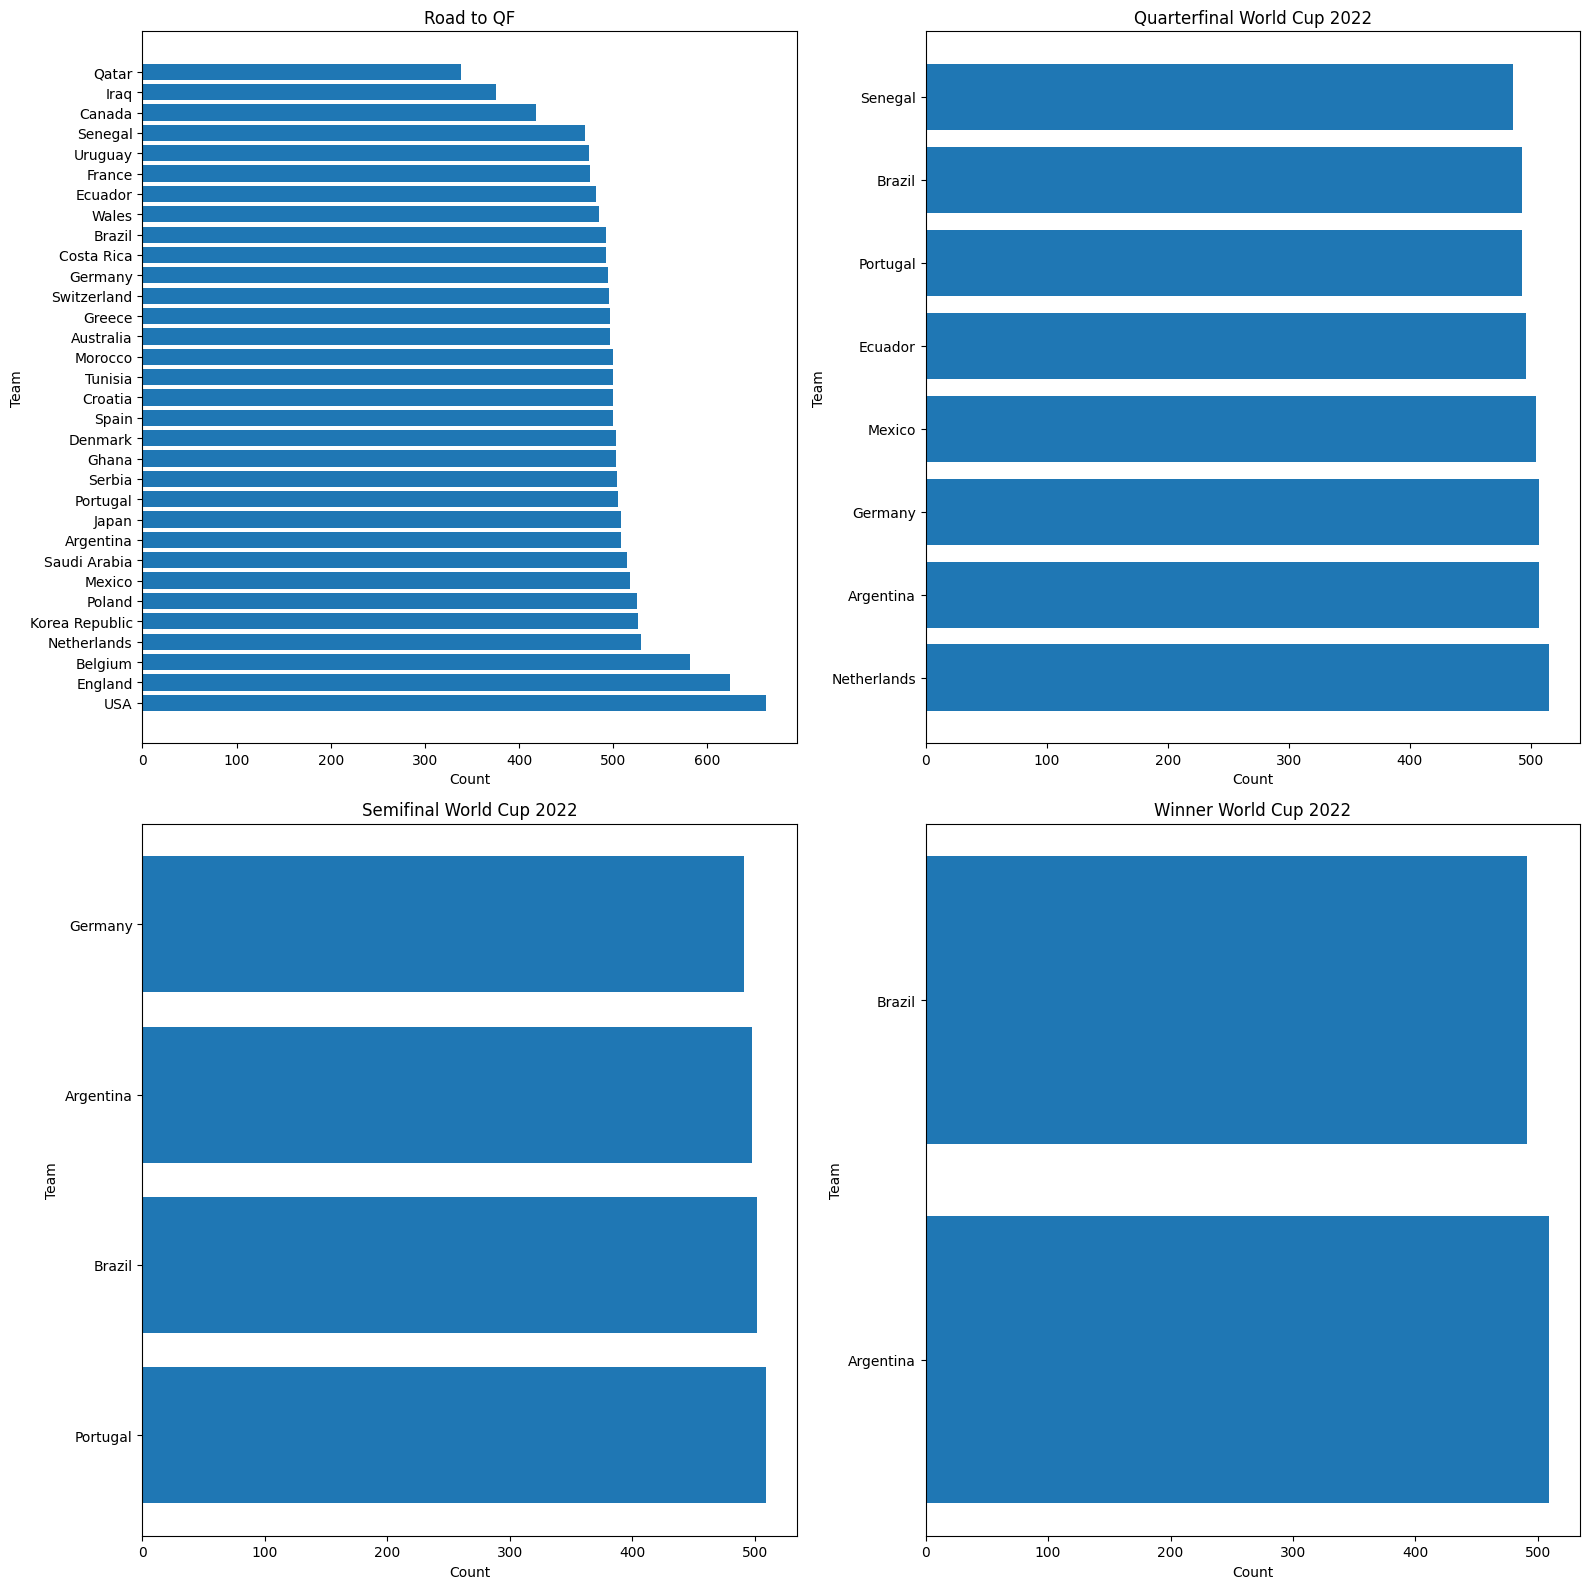 Road to QF
Team
Qatar
Iraq
Canada
Senegal
Uruguay
France
Ecuador
Wales
Brazil
Costa Rica
Germany
Switzerland
Greece
Australia
Morocco
Tunisia
Croatia
Spain
Denmark
Ghana
Serbia
Portugal
Japan
Argentina
Saudi Arabia
Mexico
Poland
Korea Republic
Netherlands
Belgium
England
USA
0 100 200 300 400 500 600
Count
Quarterfinal World Cup 2022
Team
Senegal
Brazil
Portugal
Ecuador
Mexico
Germany
Argentina
Netherlands
0 100 200 300 400 500
Count
Semifinal World Cup 2022
Team
Germany
Argentina
Brazil
Portugal
0 100 200 300 400 500
Count
Winner World Cup 2022
Team
Brazil
Argentina
0 100 200 300 400 500
Count